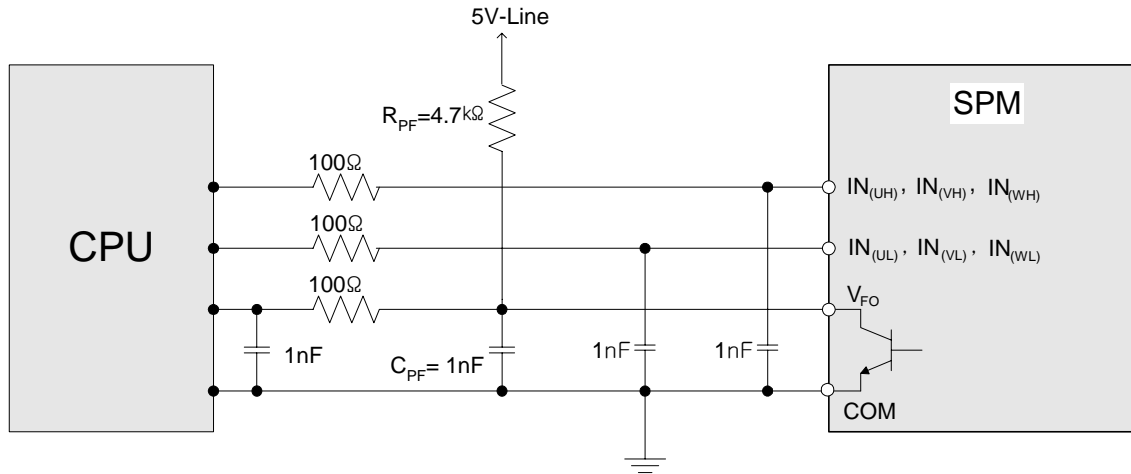 5V-Line
SPM
R_PF=4.7kΩ
100Ω
IN(UH), IN(VH), IN(WH)
100Ω
CPU
IN(UL), IN(VL), IN(WL)
100Ω
V_FO
1nF
C_PF= 1nF
1nF
1nF
COM